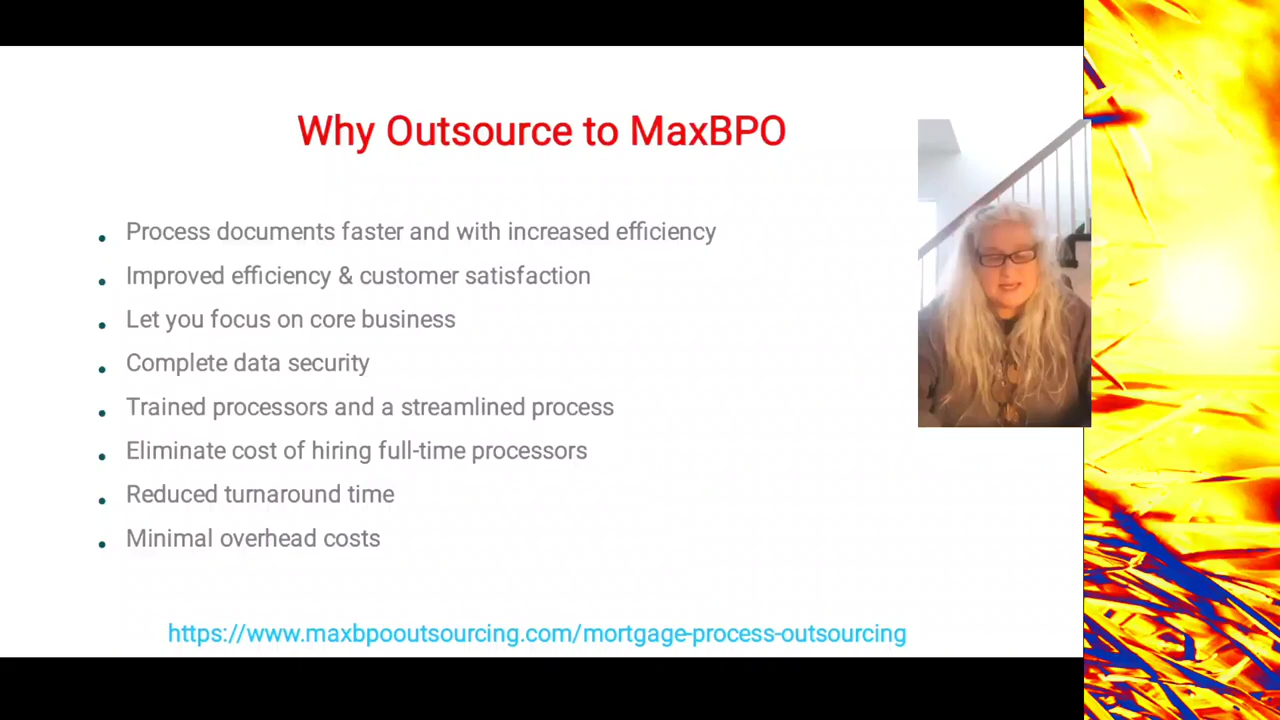 Why Outsource to MaxBPO
Process documents faster and with increased efficiency
Improved efficiency & customer satisfaction
Let you focus on core business
Complete data security
Trained processors and a streamlined process
Eliminate cost of hiring full-time processors
Reduced turnaround time
Minimal overhead costs
https://www.maxbpooutsourcing.com/mortgage-process-outsourcing